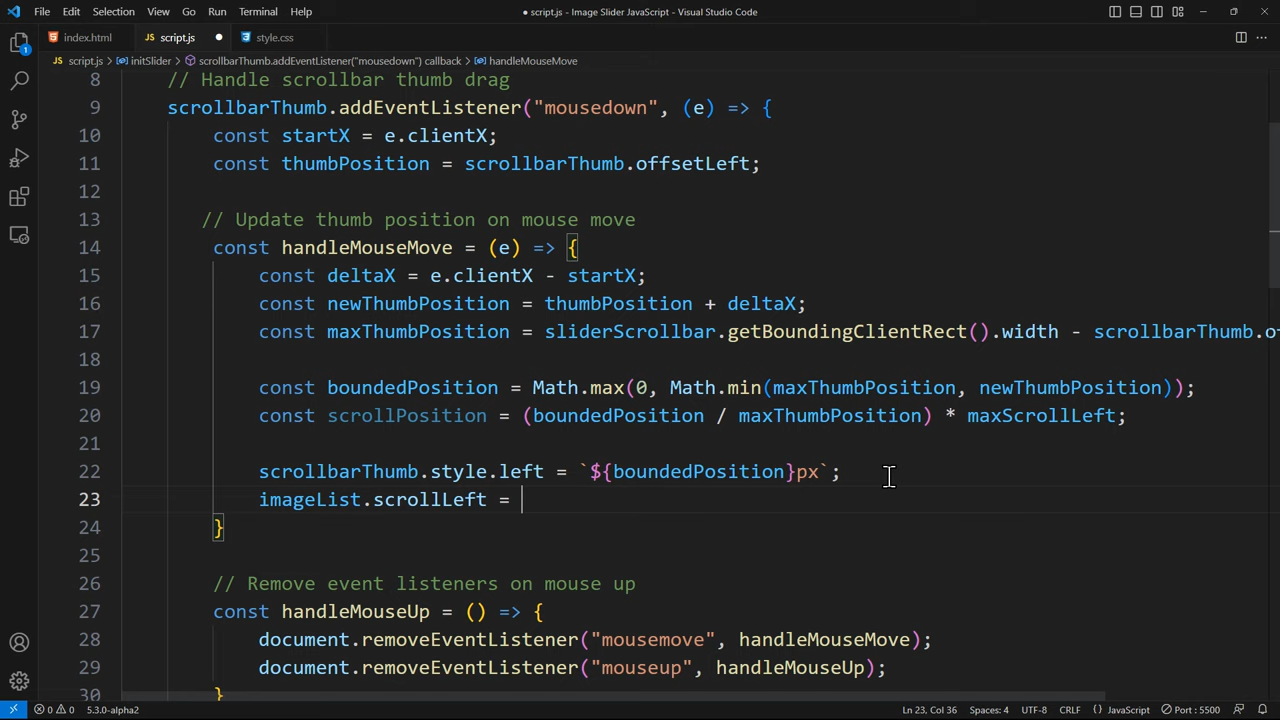 File Edit Selection View Go Run Terminal Help ● script.js - Image Slider JavaScript - Visual Studio Code
index.html JS script.js ● style.css
JS script.js > initSlider > scrollbarThumb.addEventListener("mousedown") callback > handleMouseMove
8 // Handle scrollbar thumb drag
9 scrollbarThumb.addEventListener("mousedown", (e) => {
10 const startX = e.clientX;
11 const thumbPosition = scrollbarThumb.offsetLeft;
12
13 // Update thumb position on mouse move
14 const handleMouseMove = (e) => {
15 const deltaX = e.clientX - startX;
16 const newThumbPosition = thumbPosition + deltaX;
17 const maxThumbPosition = sliderScrollbar.getBoundingClientRect().width - scrollbarThumb.o
18
19 const boundedPosition = Math.max(0, Math.min(maxThumbPosition, newThumbPosition));
20 const scrollPosition = (boundedPosition / maxThumbPosition) * maxScrollLeft;
21
22 scrollbarThumb.style.left = `${boundedPosition}px`;
23 imageList.scrollLeft =
24 }
25
26 // Remove event listeners on mouse up
27 const handleMouseUp = () => {
28 document.removeEventListener("mousemove", handleMouseMove);
29 document.removeEventListener("mouseup", handleMouseUp);
30 }
1
0 0 0 5.3.0-alpha2 Ln 23, Col 36 Spaces: 4 UTF-8 CRLF {} JavaScript Port : 5500